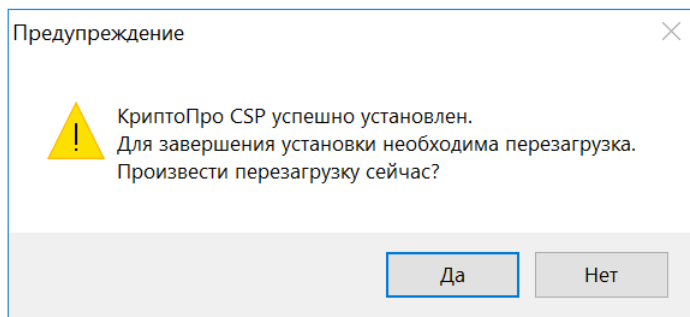 Предупреждение
КриптоПро CSP успешно установлен.
Для завершения установки необходима перезагрузка.
Произвести перезагрузку сейчас?
Да
Нет